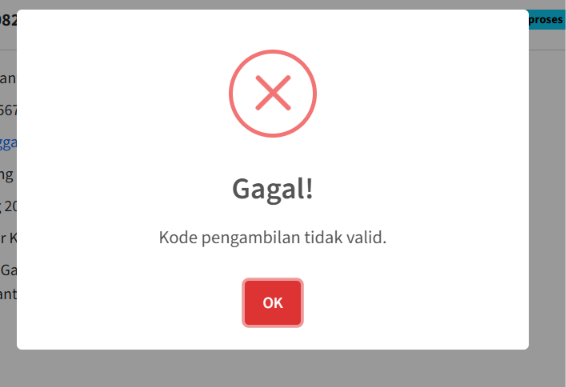 proses
Gagal!
Kode pengambilan tidak valid.
OK